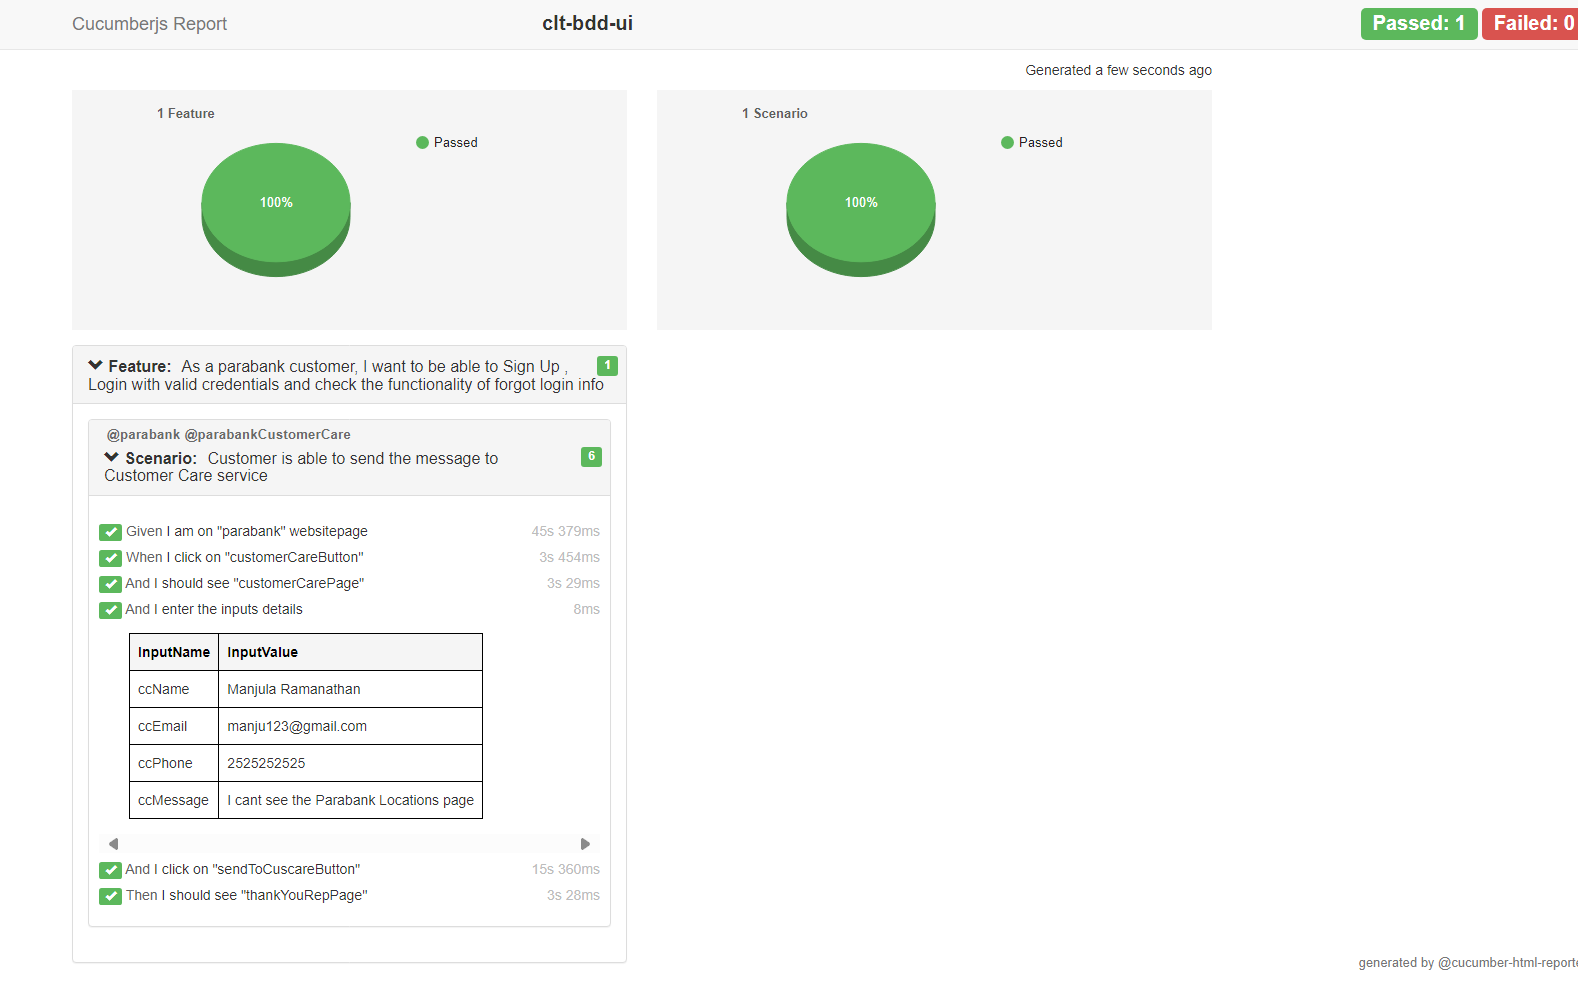 Cucumberjs Report
clt-bdd-ui
Passed: 1
Failed: 0
Generated a few seconds ago
1 Feature
Passed
100%
1 Scenario
Passed
100%
Feature: As a parabank customer, I want to be able to Sign Up , 1
Login with valid credentials and check the functionality of forgot login info
@parabank @parabankCustomerCare
Scenario: Customer is able to send the message to 6
Customer Care service
Given I am on "parabank" websitepage 45s 379ms
When I click on "customerCareButton" 3s 454ms
And I should see "customerCarePage" 3s 29ms
And I enter the inputs details 8ms
InputName InputValue
ccName Manjula Ramanathan
ccEmail manju123@gmail.com
ccPhone 2525252525
ccMessage I cant see the Parabank Locations page
And I click on "sendToCuscareButton" 15s 360ms
Then I should see "thankYouRepPage" 3s 28ms
generated by @cucumber-html-reporte